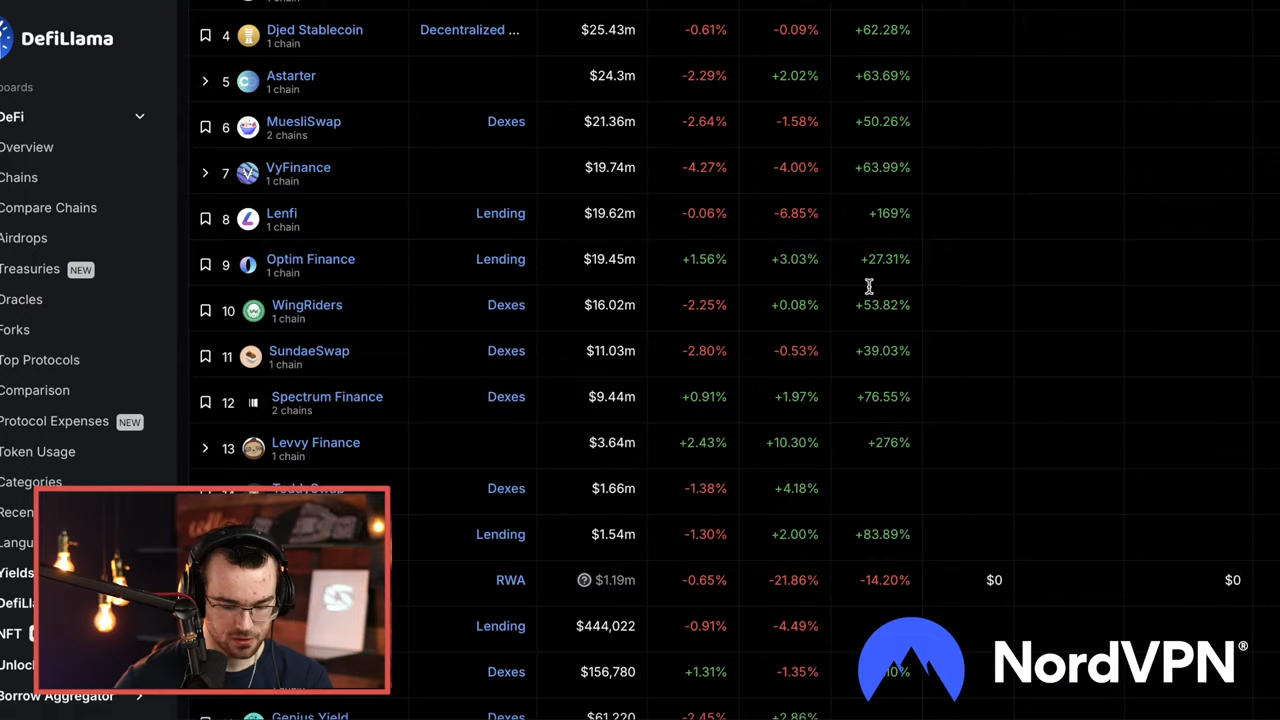 DefiLlama
boards
DeFi
Overview
Chains
Compare Chains
Airdrops
Treasuries NEW
Oracles
Forks
Top Protocols
Comparison
Protocol Expenses NEW
Token Usage
Categories
Yields
NFT
Borrow Aggregator
4 Djed Stablecoin Decentralized ... $25.43m -0.61% -0.09% +62.28%
1 chain
5 Astarter $24.3m -2.29% +2.02% +63.69%
1 chain
6 MuesliSwap Dexes $21.36m -2.64% -1.58% +50.26%
2 chains
7 VyFinance $19.74m -4.27% -4.00% +63.99%
1 chain
8 Lenfi Lending $19.62m -0.06% -6.85% +169%
1 chain
9 Optim Finance Lending $19.45m +1.56% +3.03% +27.31%
1 chain
10 WingRiders Dexes $16.02m -2.25% +0.08% +53.82%
1 chain
11 SundaeSwap Dexes $11.03m -2.80% -0.53% +39.03%
1 chain
12 Spectrum Finance Dexes $9.44m +0.91% +1.97% +76.55%
2 chains
13 Levvy Finance $3.64m +2.43% +10.30% +276%
1 chain
TeddySwap Dexes $1.66m -1.38% +4.18%
Lending $1.54m -1.30% +2.00% +83.89%
RWA $1.19m -0.65% -21.86% -14.20% $0 $0
Lending $444,022 -0.91% -4.49%
Dexes $156,780 +1.31% -1.35%
Genius Yield Dexes $61,220 -2.45% +2.86%
NordVPN®